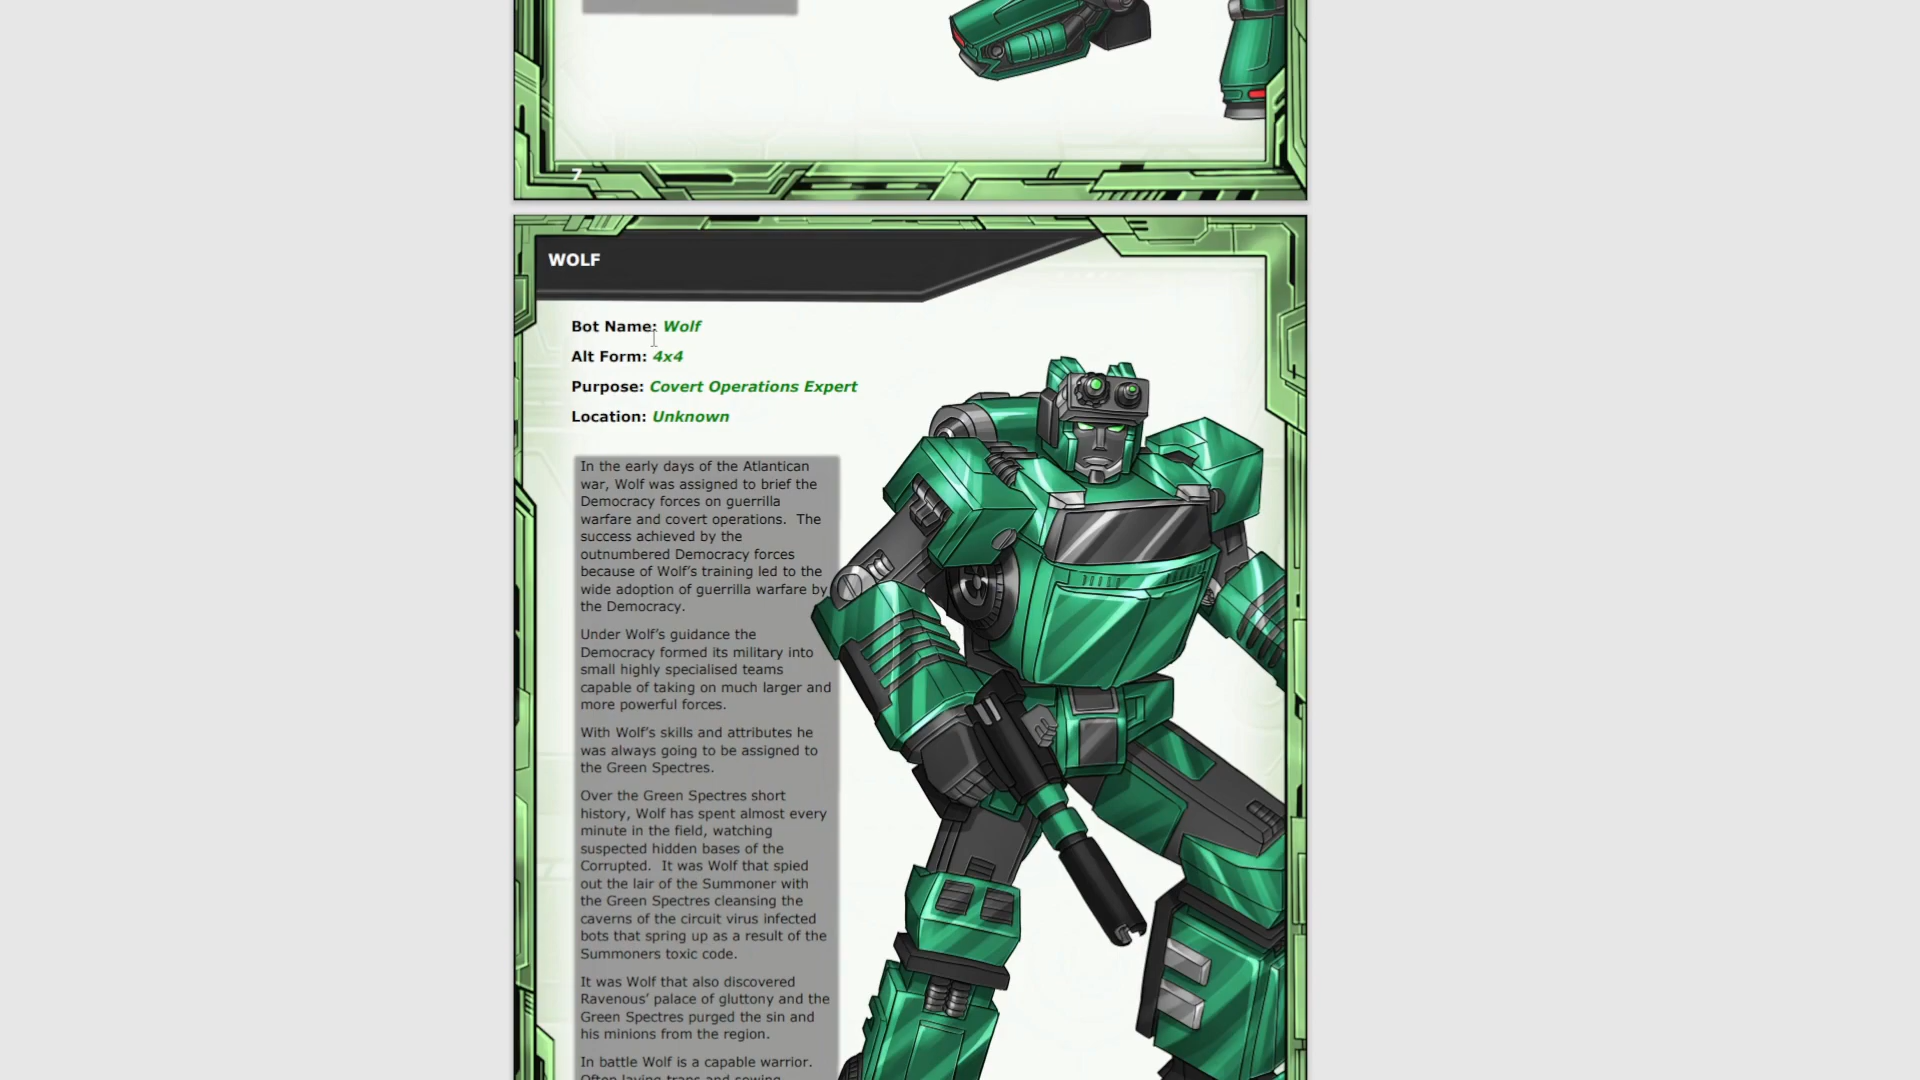 7
WOLF
Bot Name: Wolf
Alt Form: 4x4
Purpose: Covert Operations Expert
Location: Unknown
In the early days of the Atlantican
war, Wolf was assigned to brief the
Democracy forces on guerrilla
warfare and covert operations.  The
success achieved by the
outnumbered Democracy forces
because of Wolf’s training led to the
wide adoption of guerrilla warfare by
the Democracy.
Under Wolf’s guidance the
Democracy formed its military into
small highly specialised teams
capable of taking on much larger and
more powerful forces.
With Wolf’s skills and attributes he
was always going to be assigned to
the Green Spectres.
Over the Green Spectres short
history, Wolf has spent almost every
minute in the field, watching
suspected hidden bases of the
Corrupted.  It was Wolf that spied
out the lair of the Summoner with
the Green Spectres cleansing the
caverns of the circuit virus infected
bots that spring up as a result of the
Summoners toxic code.
It was Wolf that also discovered
Ravenous’ palace of gluttony and the
Green Spectres purged the sin and
his minions from the region.
In battle Wolf is a capable warrior.
Often laying traps and sowing